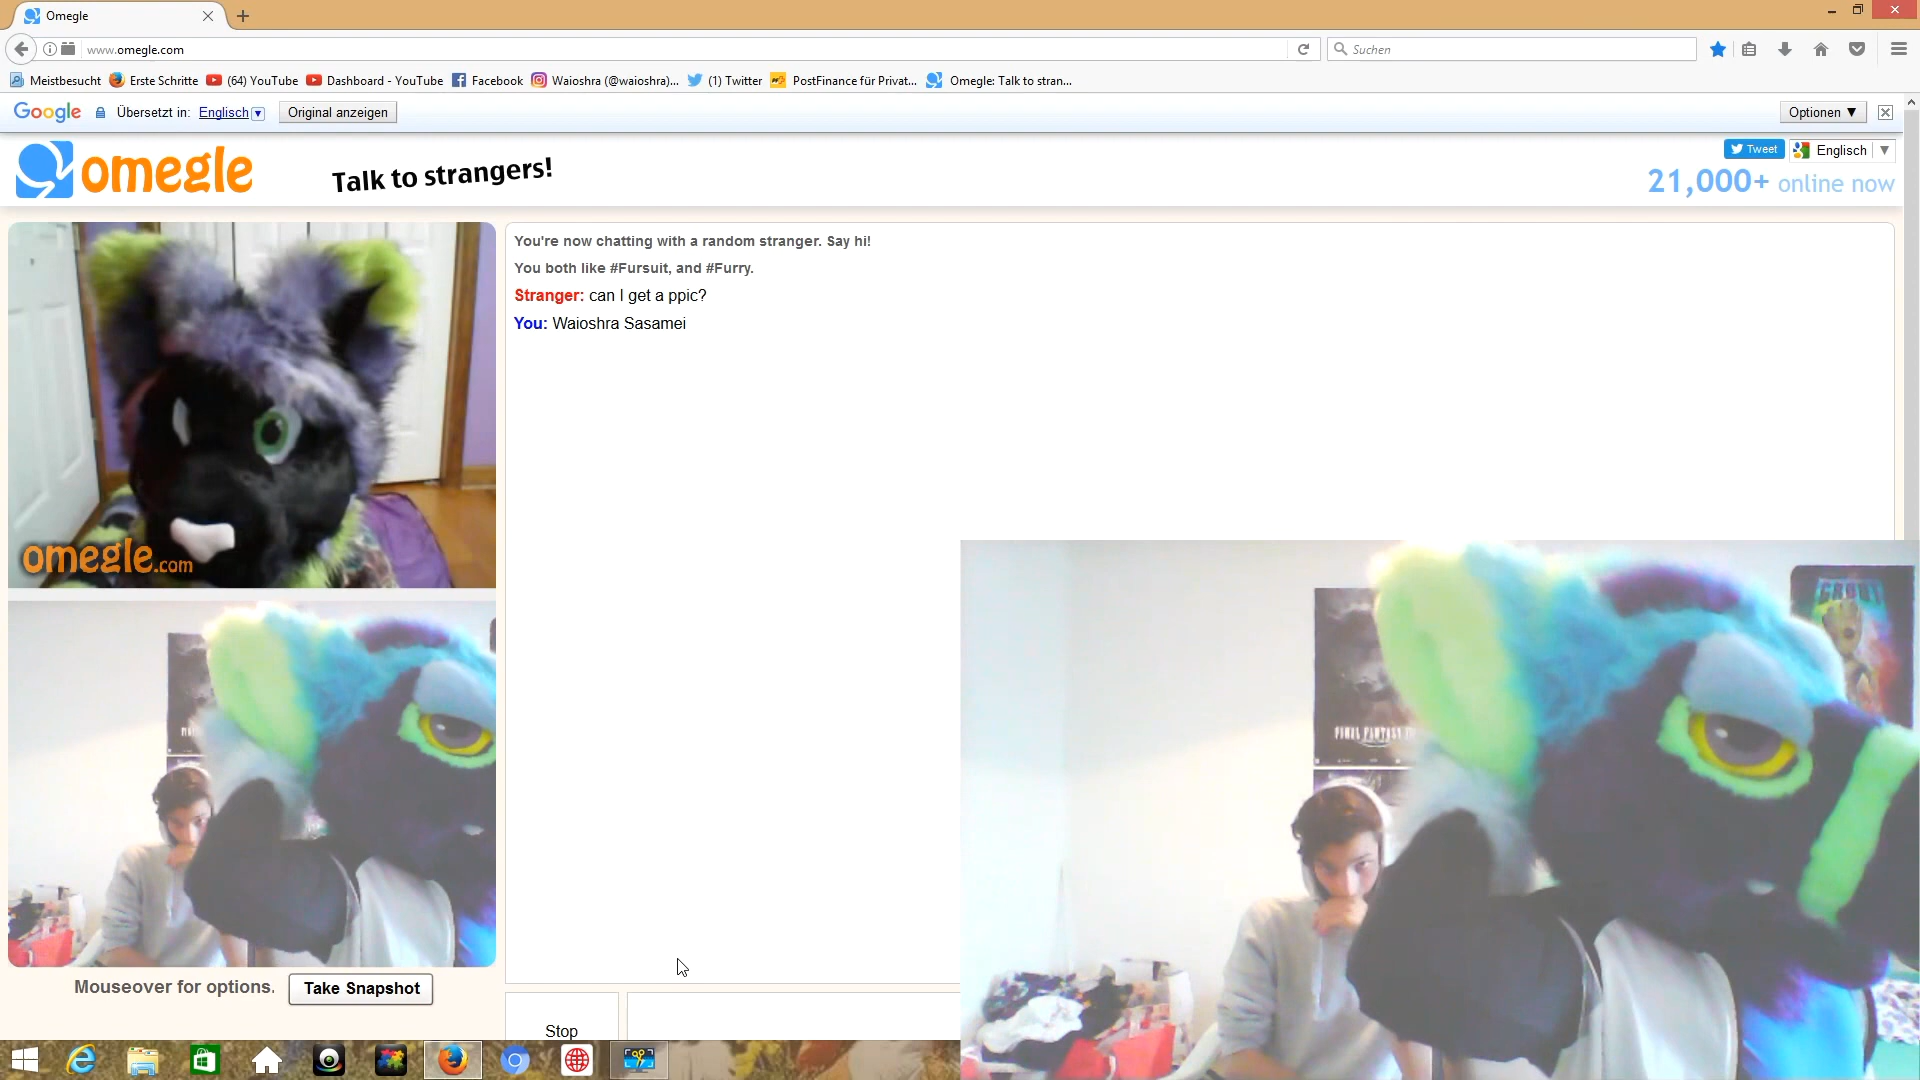 Omegle
www.omegle.com
Suchen
Meistbesucht
Erste Schritte
(64) YouTube
Dashboard - YouTube
Facebook
Waioshra (@waioshra)...
(1) Twitter
PostFinance für Privat...
Omegle: Talk to stran...
Google
Übersetzt in: Englisch
Original anzeigen
Optionen ▼
omegle
Talk to strangers!
Tweet
Englisch
21,000+ online now
You're now chatting with a random stranger. Say hi!
You both like #Fursuit, and #Furry.
Stranger: can I get a ppic?
You: Waioshra Sasamei
omegle.com
GROOT
FINAL FANTASY
Mouseover for options.
Take Snapshot
Stop